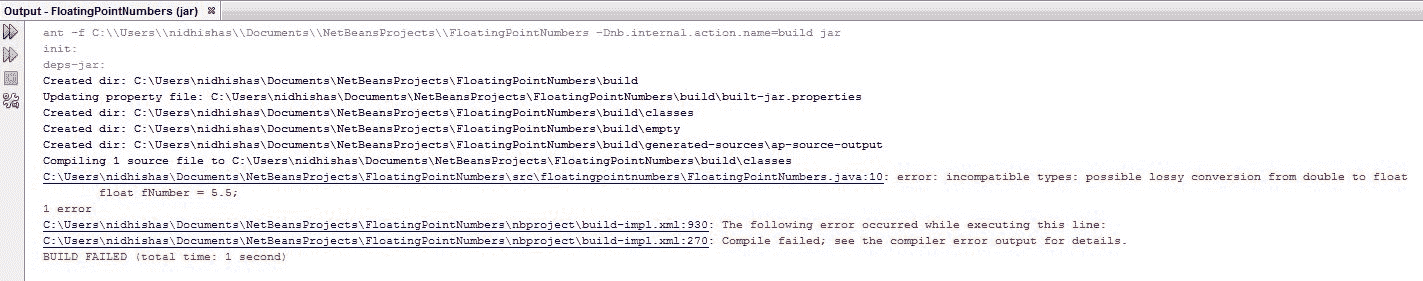 Output - FloatingPointNumbers (jar)
ant -f C:\\Users\\nidhishas\\Documents\\NetBeansProjects\\FloatingPointNumbers -Dnb.internal.action.name=build jar
init:
deps-jar:
Created dir: C:\Users\nidhishas\Documents\NetBeansProjects\FloatingPointNumbers\build
Updating property file: C:\Users\nidhishas\Documents\NetBeansProjects\FloatingPointNumbers\build\built-jar.properties
Created dir: C:\Users\nidhishas\Documents\NetBeansProjects\FloatingPointNumbers\build\classes
Created dir: C:\Users\nidhishas\Documents\NetBeansProjects\FloatingPointNumbers\build\empty
Created dir: C:\Users\nidhishas\Documents\NetBeansProjects\FloatingPointNumbers\build\generated-sources\ap-source-output
Compiling 1 source file to C:\Users\nidhishas\Documents\NetBeansProjects\FloatingPointNumbers\build\classes
C:\Users\nidhishas\Documents\NetBeansProjects\FloatingPointNumbers\src\floatingpointnumbers\FloatingPointNumbers.java:10: error: incompatible types: possible lossy conversion from double to float
float fNumber = 5.5;
1 error
C:\Users\nidhishas\Documents\NetBeansProjects\FloatingPointNumbers\nbproject\build-impl.xml:930: The following error occurred while executing this line:
C:\Users\nidhishas\Documents\NetBeansProjects\FloatingPointNumbers\nbproject\build-impl.xml:270: Compile failed; see the compiler error output for details.
BUILD FAILED (total time: 1 second)